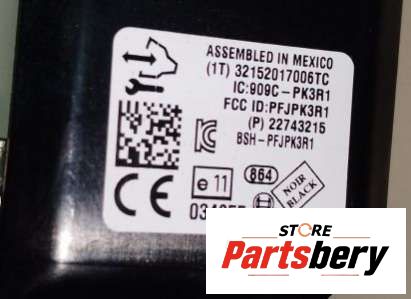 ASSEMBLED IN MEXICO
(1T) 32152017006TC
IC:909C-PK3R1
FCC ID:PFJPK3R1
(P) 22743215
BSH-PFJPK3R1
CE
e 11
864
NOIR
BLACK
STORE
Partsbery